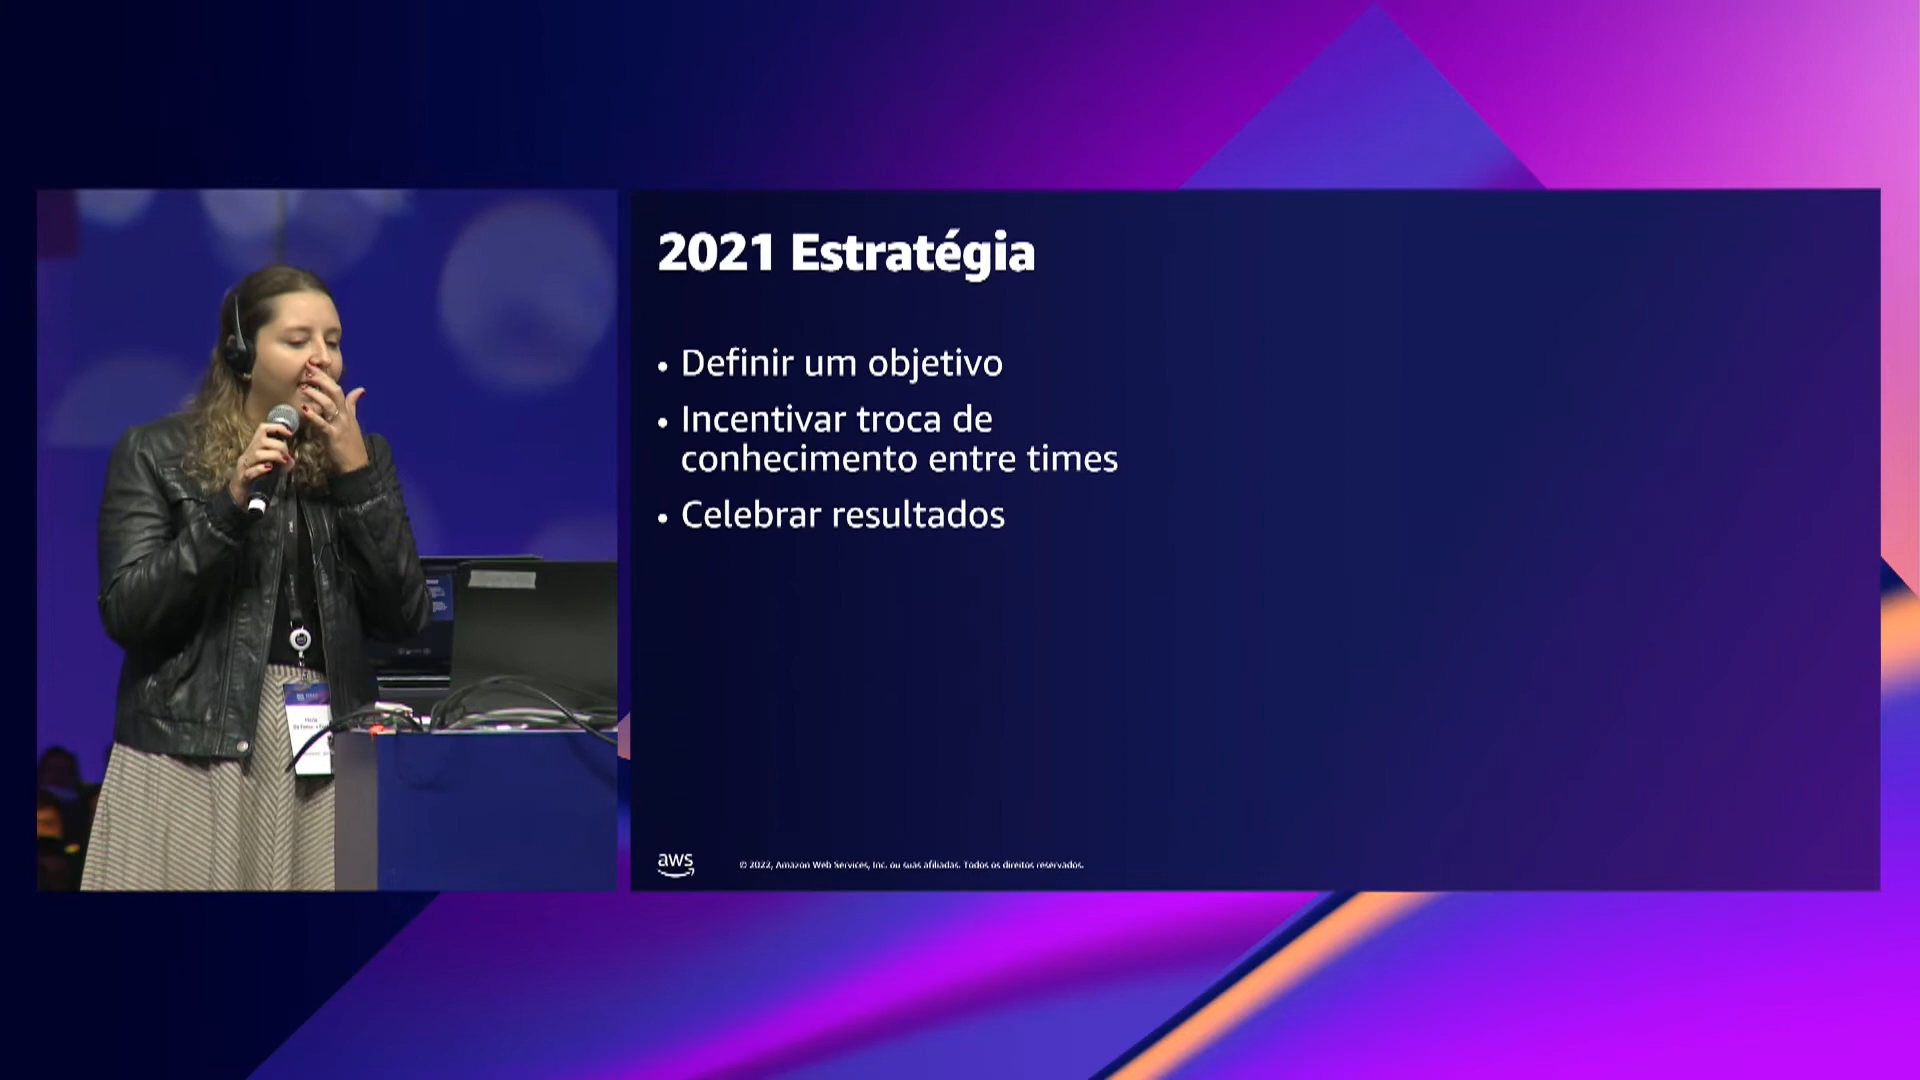 2021 Estratégia
• Definir um objetivo
• Incentivar troca de
conhecimento entre times
• Celebrar resultados
aws
© 2022, Amazon Web Services, Inc. ou suas afiliadas. Todos os direitos reservados.